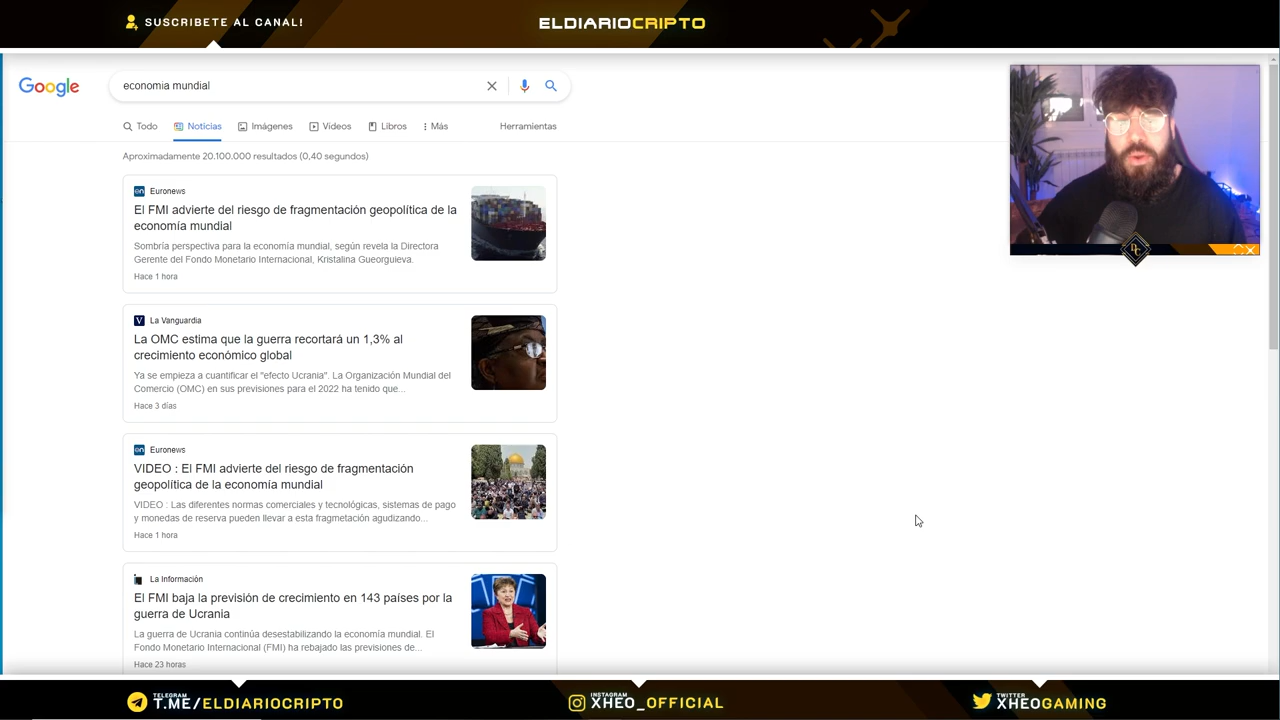 SUSCRIBETE AL CANAL!
ELDIARIOCRIPTO
Google
economia mundial
Todo
Noticias
Imágenes
Vídeos
Libros
Más
Herramientas
Aproximadamente 20.100.000 resultados (0,40 segundos)
en Euronews
El FMI advierte del riesgo de fragmentación geopolítica de la
economía mundial
Sombría perspectiva para la economía mundial, según revela la Directora
Gerente del Fondo Monetario Internacional, Kristalina Gueorguieva.
Hace 1 hora
V La Vanguardia
La OMC estima que la guerra recortará un 1,3% al
crecimiento económico global
Ya se empieza a cuantificar el "efecto Ucrania". La Organización Mundial del
Comercio (OMC) en sus previsiones para el 2022 ha tenido que...
Hace 3 días
en Euronews
VIDEO : El FMI advierte del riesgo de fragmentación
geopolítica de la economía mundial
VIDEO : Las diferentes normas comerciales y tecnológicas, sistemas de pago
y monedas de reserva pueden llevar a esta fragmetación agudizando...
Hace 1 hora
La Información
El FMI baja la previsión de crecimiento en 143 países por la
guerra de Ucrania
La guerra de Ucrania continúa desestabilizando la economía mundial. El
Fondo Monetario Internacional (FMI) ha rebajado las previsiones de...
Hace 23 horas
DC
TELEGRAM
T.ME/ELDIARIOCRIPTO
INSTAGRAM
XHEO_OFFICIAL
TWITTER
XHEOGAMING